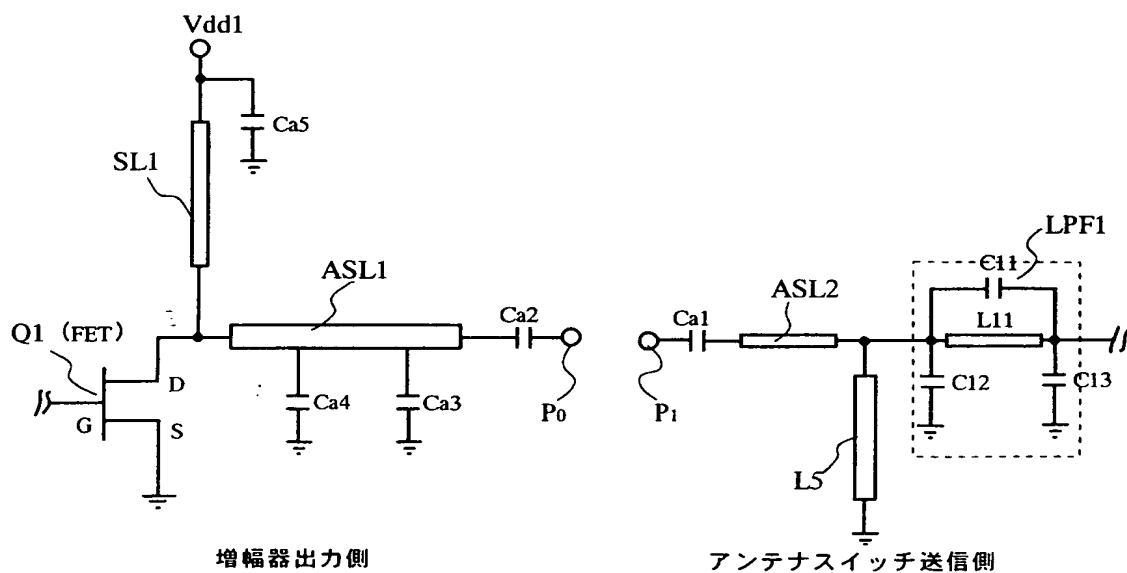 Vdd1
Ca5
SL1
ASL1
Ca2
Q1 (FET)
D
G
S
Ca4
Ca3
P0
増幅器出力側
LPF1
C11
ASL2
Ca1
L11
C12
C13
P1
L5
アンテナスイッチ送信側